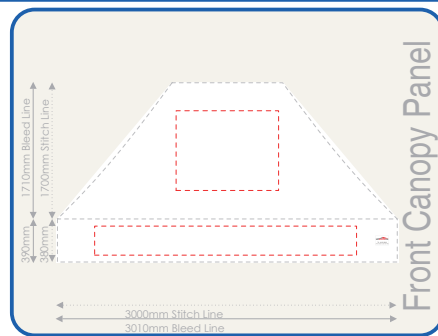 1710mm Bleed Line
1700mm Stitch Line
390mm
380mm
3000mm Stitch Line
3010mm Bleed Line
Front Canopy Panel